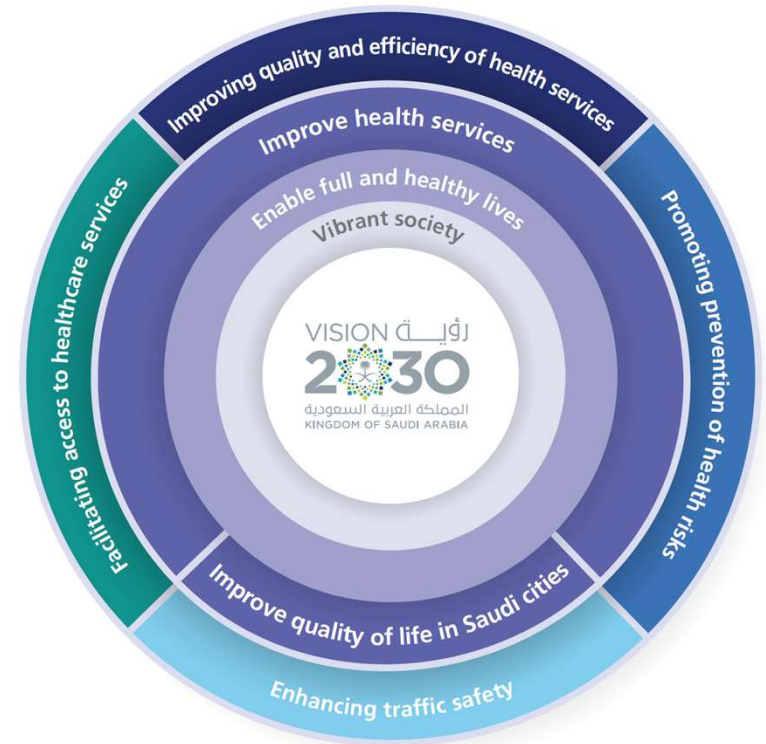 Improving quality and efficiency of health services
Improve health services
Enable full and healthy lives
Vibrant society
Facilitating access to healthcare services
Promoting prevention of health risks
VISION رؤيــة
2030
المملكة العربية السعودية
KINGDOM OF SAUDI ARABIA
Improve quality of life in Saudi cities
Enhancing traffic safety